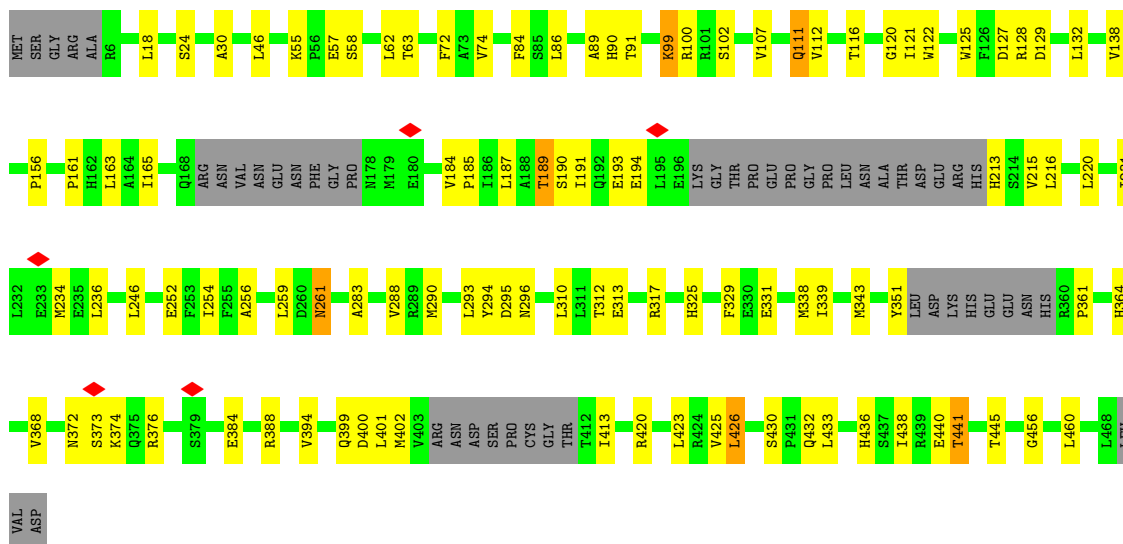 MET SER GLY ARG ALA R6 L18 S24 A30 L46 K55 P56 E57 S58 L62 T63 F72 A73 V74 F84 S85 L86 A89 H90 T91 K99 R100 R101 S102 V107 Q111 V112 T116 G120 I121 W122 W125 F126 D127 R128 D129 L132 V138
P156 P161 H162 L163 A164 I165 Q168 ARG ASN VAL ASN GLU ASN PHE GLY PRO N178 M179 E180 V184 P185 I186 L187 A188 T189 S190 I191 Q192 E193 E194 L195 E196 LYS GLY THR PRO GLU PRO GLY PRO LEU ASN ALA THR ASP GLU ARG HIS H213 S214 V215 L216 L220
L232 E233 M234 E235 L236 L246 E252 F253 I254 F255 A256 L259 D260 N261 A283 V288 R289 M290 L293 Y294 D295 N296 L310 L311 T312 E313 R317 H325 F329 E330 E331 M338 I339 M343 Y351 LEU ASP LYS HIS GLU GLU ASN HIS R360 P361 H364
V368 N372 S373 K374 Q375 R376 S379 E384 R388 V394 Q399 D400 L401 M402 V403 ARG ASN ASP SER PRO CYS GLY THR T412 I413 R420 L423 R424 V425 L426 S430 P431 Q432 L433 H436 S437 I438 R439 E440 T441 T445 G456 L460 L468
VAL ASP